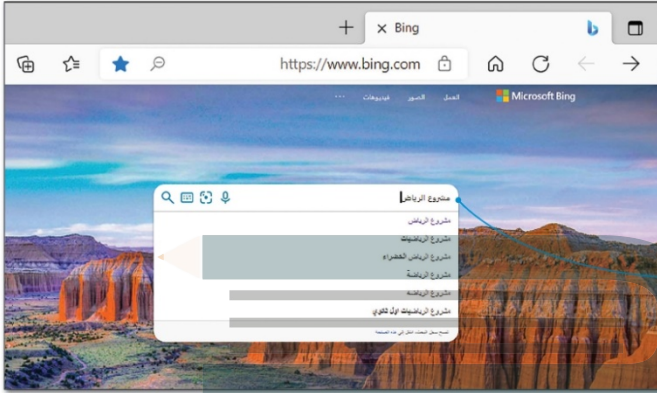 Bing
https://www.bing.com
Microsoft Bing
العمل الصور فيديوهات ...
مشروع الرياض
مشروع الرياض
مشروع الرياضيات
مشروع الرياض الخضراء
مشروع الرياضة
مشروع الرياضه
مشروع الرياضيات اول ثانوي